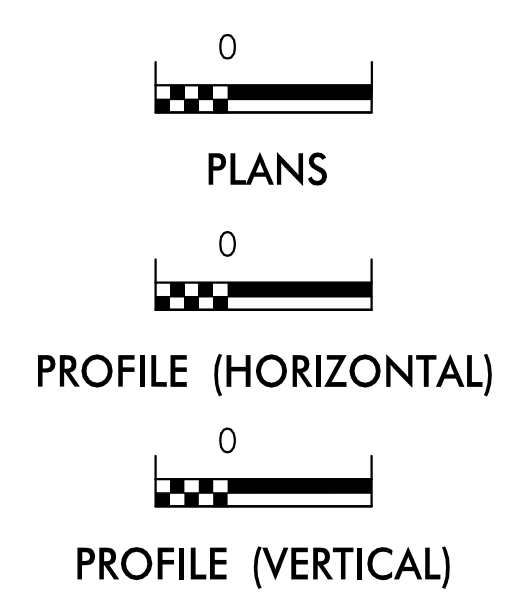 0
PLANS
0
PROFILE (HORIZONTAL)
0
PROFILE (VERTICAL)